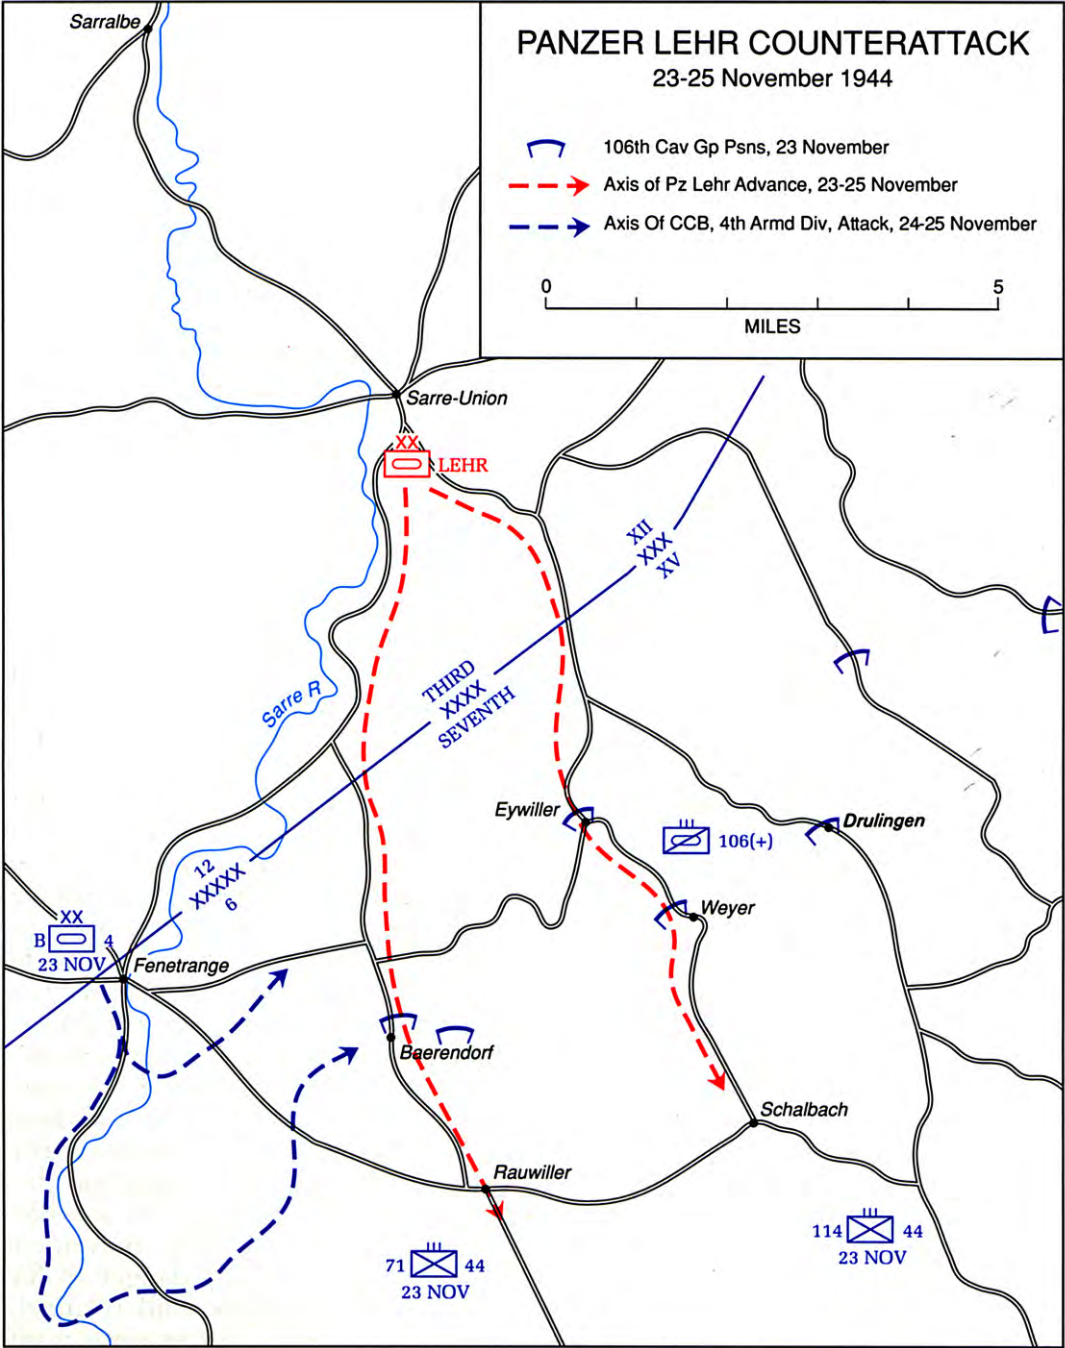 Sarralbe
PANZER LEHR COUNTERATTACK
23-25 November 1944
106th Cav Gp Psns, 23 November
Axis of Pz Lehr Advance, 23-25 November
Axis Of CCB, 4th Armd Div, Attack, 24-25 November
0 5
MILES
Sarre-Union
XX
LEHR
XII
XXX
XV
THIRD
XXXX
SEVENTH
Sarre R
Eywiller
106(+)
Drulingen
12
XXXXX
6
Weyer
XX
B 4
23 NOV
Fenetrange
Baerendorf
Schalbach
Rauwiller
114 44
23 NOV
71 44
23 NOV